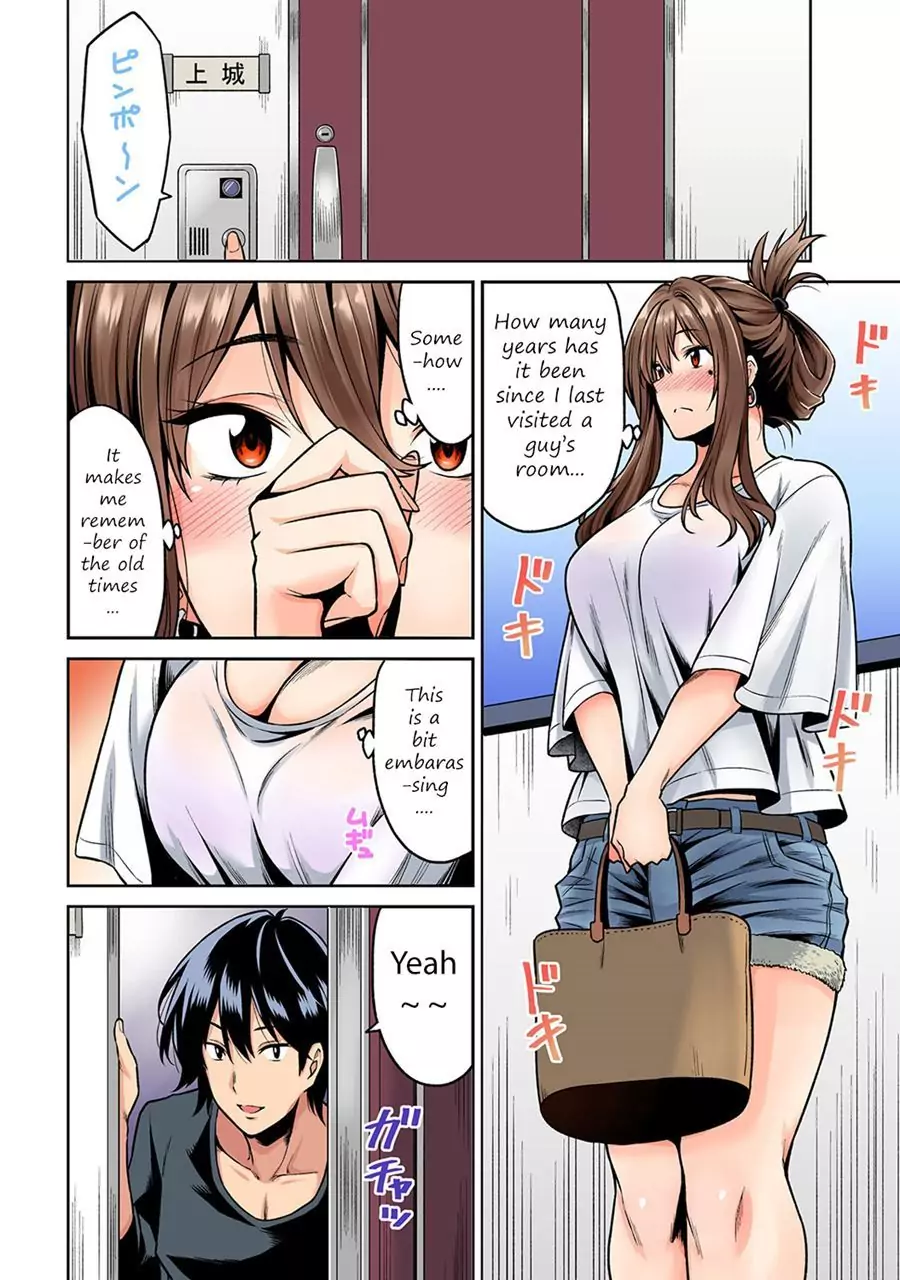 上城
ピンポ〜ン
How many
years has
it been
since I last
visited a
guy's
room...
ドキ
ドキ
ドキ
ドキ
Some
-how
....
It
makes
me
remem
-ber of
the old
times
...
This
is a
bit
embaras
-sing
....
ムギュ
Yeah
~ ~
ガチャッ